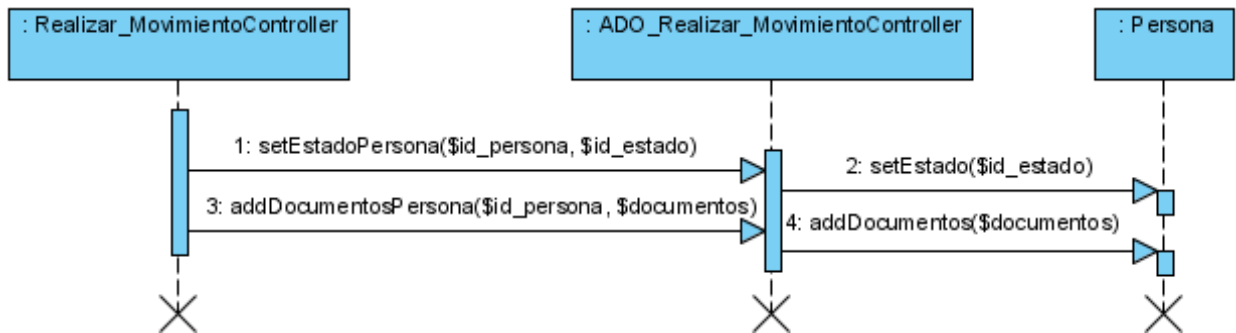 : Realizar_MovimientoController
: ADO_Realizar_MovimientoController
: Persona
1: setEstadoPersona($id_persona, $id_estado)
2: setEstado($id_estado)
3: addDocumentosPersona($id_persona, $documentos)
4: addDocumentos($documentos)